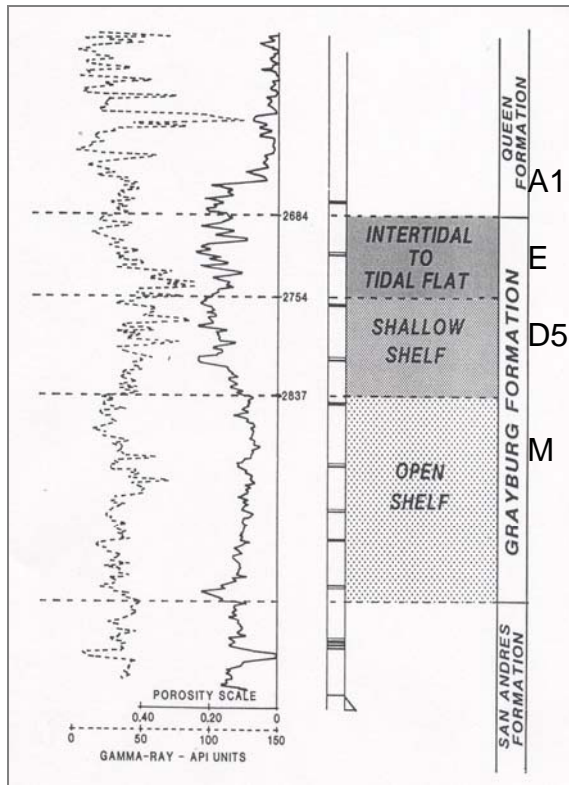 QUEEN
FORMATION
A1
2684
INTERTIDAL
TO
TIDAL FLAT
E
2754
SHALLOW
SHELF
D5
2837
GRAYBURG FORMATION
M
OPEN
SHELF
SAN ANDRES
FORMATION
POROSITY SCALE
0.40 0.20 0
0 50 100 150
GAMMA-RAY - API UNITS